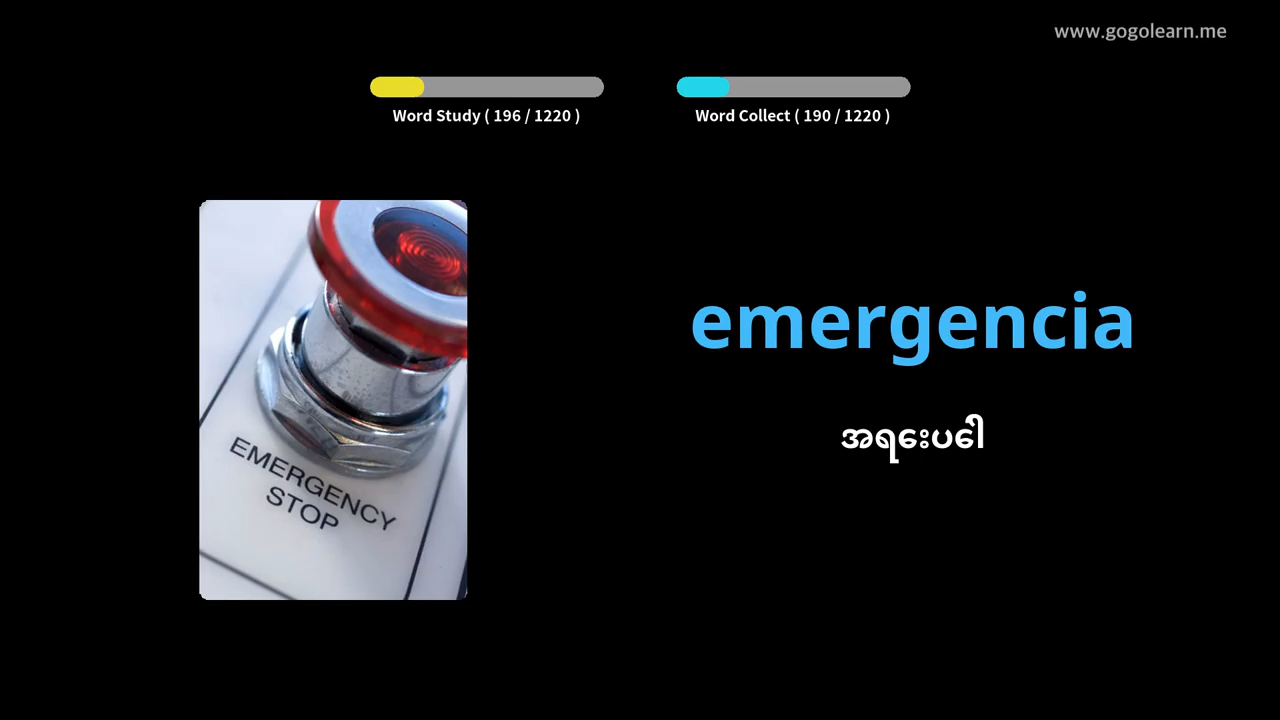 www.gogolearn.me
Word Study ( 196 / 1220 )
Word Collect ( 190 / 1220 )
emergencia
အရေးပေါ်
EMERGENCY
STOP